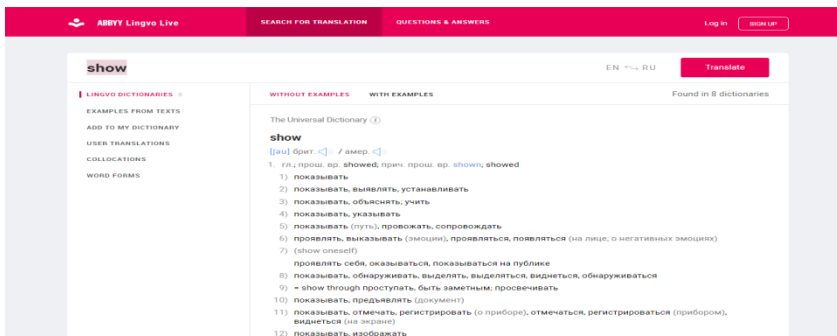 ABBYY Lingvo Live
SEARCH FOR TRANSLATION
QUESTIONS & ANSWERS
Log in
SIGN UP
show
EN RU
Translate
LINGVO DICTIONARIES 8
EXAMPLES FROM TEXTS
ADD TO MY DICTIONARY
USER TRANSLATIONS
COLLOCATIONS
WORD FORMS
WITHOUT EXAMPLES
WITH EXAMPLES
Found in 8 dictionaries
The Universal Dictionary
show
[ʃəu] брит. / амер.
1. гл.; прош. вр. showed; прич. прош. вр. shown; showed
1) показывать
2) показывать, выявлять, устанавливать
3) показывать, объяснять; учить
4) показывать, указывать
5) показывать (путь), провожать, сопровождать
6) проявлять, выказывать (эмоции), проявляться, появляться (на лице; о негативных эмоциях)
7) (show oneself)
проявлять себя, оказываться, показываться на публике
8) показывать, обнаруживать, выделять, выделяться, виднеться, обнаруживаться
9) = show through проступать, быть заметным; просвечивать
10) показывать, предъявлять (документ)
11) показывать, отмечать, регистрировать (о приборе), отмечаться, регистрироваться (прибором),
виднеться (на экране)
12) показывать, изображать